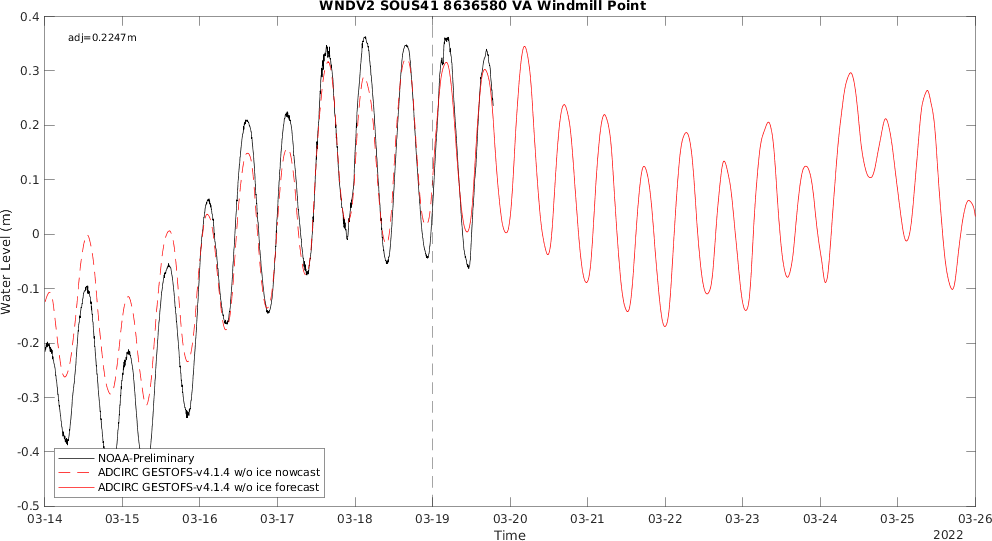 WNDV2 SOUS41 8636580 VA Windmill Point
adj=0.2247m
0.4
0.3
0.2
0.1
0
-0.1
-0.2
-0.3
-0.4
-0.5
Water Level (m)
NOAA-Preliminary
ADCIRC GESTOFS-v4.1.4 w/o ice nowcast
ADCIRC GESTOFS-v4.1.4 w/o ice forecast
03-14 03-15 03-16 03-17 03-18 03-19 03-20 03-21 03-22 03-23 03-24 03-25 03-26
Time
2022